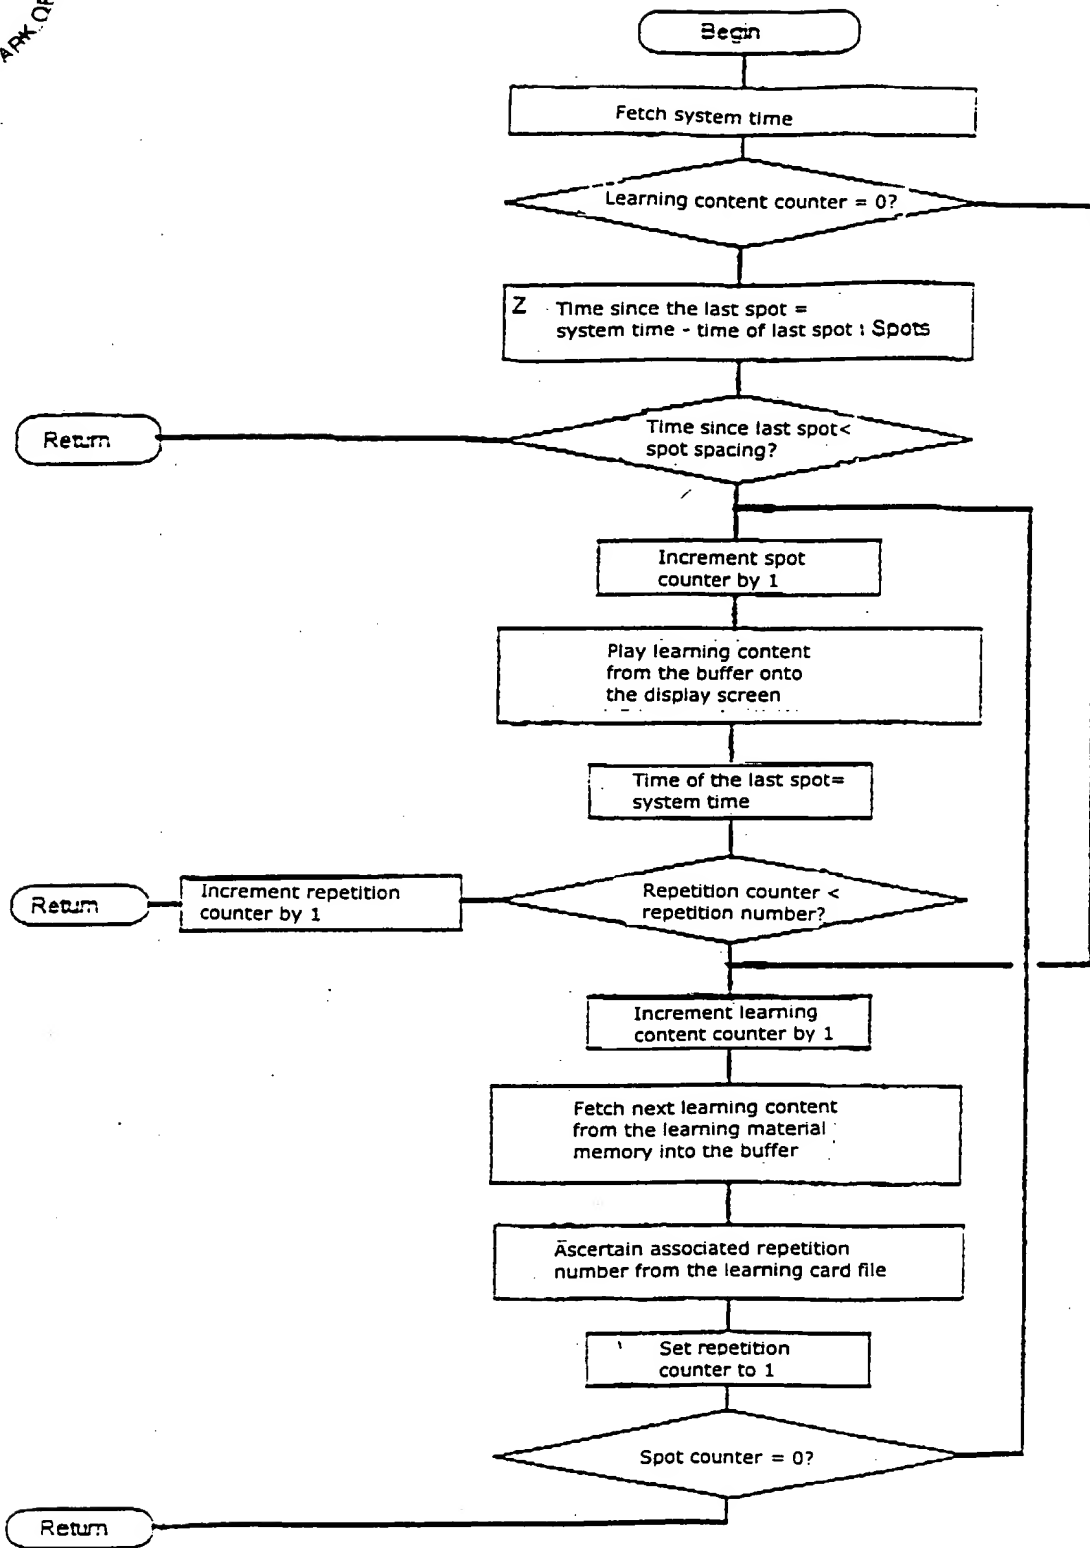 Begin
Fetch system time
Learning content counter = 0?
Z Time since the last spot =
system time - time of last spot : Spots
Return
Time since last spot<
spot spacing?
Increment spot
counter by 1
Play learning content
from the buffer onto
the display screen
Time of the last spot=
system time
Return
Increment repetition
counter by 1
Repetition counter <
repetition number?
Increment learning
content counter by 1
Fetch next learning content
from the learning material
memory into the buffer
Ascertain associated repetition
number from the learning card file
Set repetition
counter to 1
Spot counter = 0?
Return